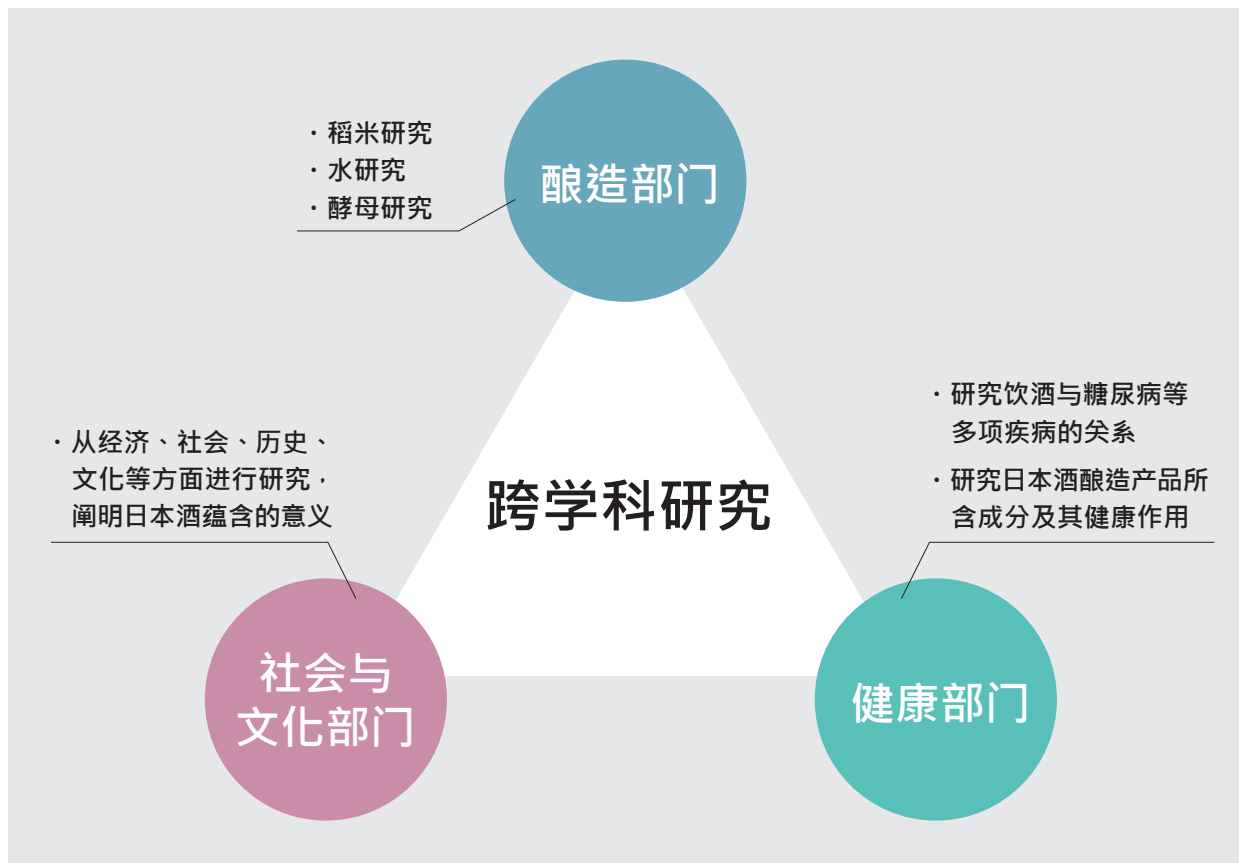 酿造部门
・稻米研究
・水研究
・酵母研究
跨学科研究
・从经济、社会、历史、
文化等方面进行研究，
阐明日本酒蕴含的意义
社会与
文化部门
・研究饮酒与糖尿病等
多项疾病的关系
・研究日本酒酿造产品所
含成分及其健康作用
健康部门